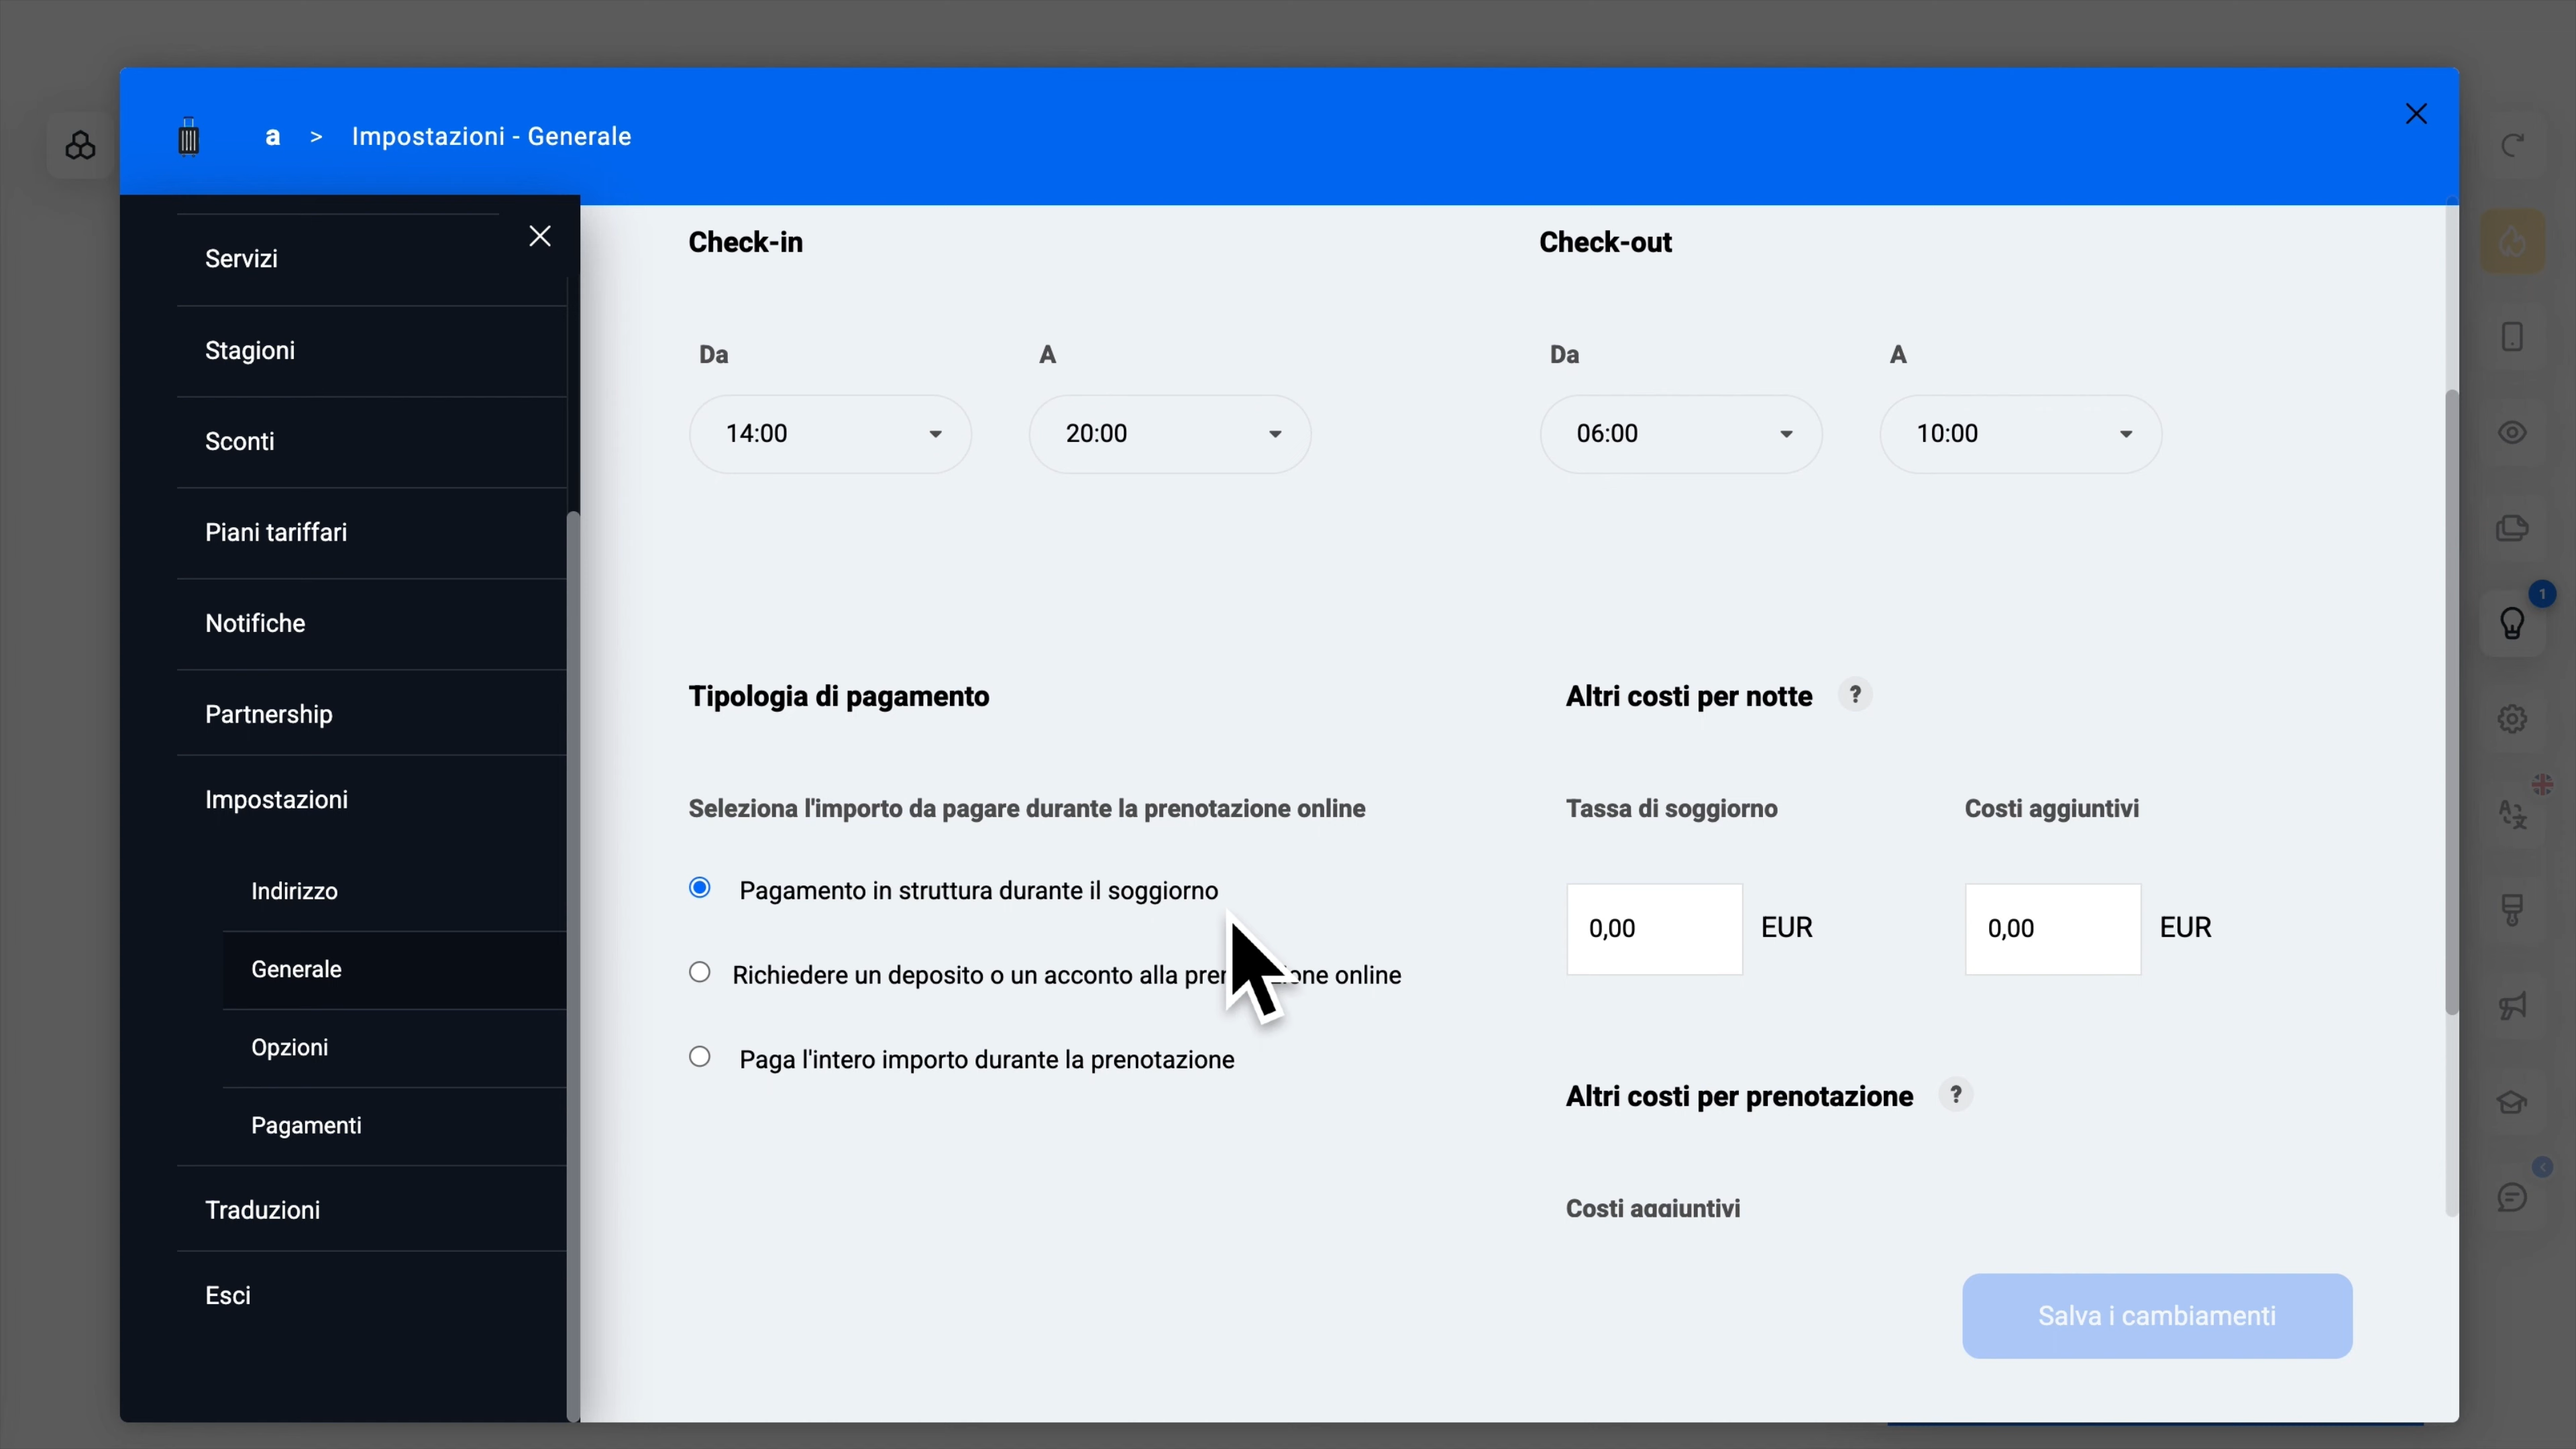 a > Impostazioni - Generale
Servizi
Stagioni
Sconti
Piani tariffari
Notifiche
Partnership
Impostazioni
Indirizzo
Generale
Opzioni
Pagamenti
Traduzioni
Esci
Check-in
Da
A
14:00
20:00
Check-out
Da
A
06:00
10:00
Tipologia di pagamento
Seleziona l'importo da pagare durante la prenotazione online
Pagamento in struttura durante il soggiorno
Richiedere un deposito o un acconto alla online
Paga l'intero importo durante la prenotazione
Altri costi per notte ?
Tassa di soggiorno
Costi aggiuntivi
0,00 EUR
0,00 EUR
Altri costi per prenotazione ?
Costi aggiuntivi
Salva i cambiamenti
1